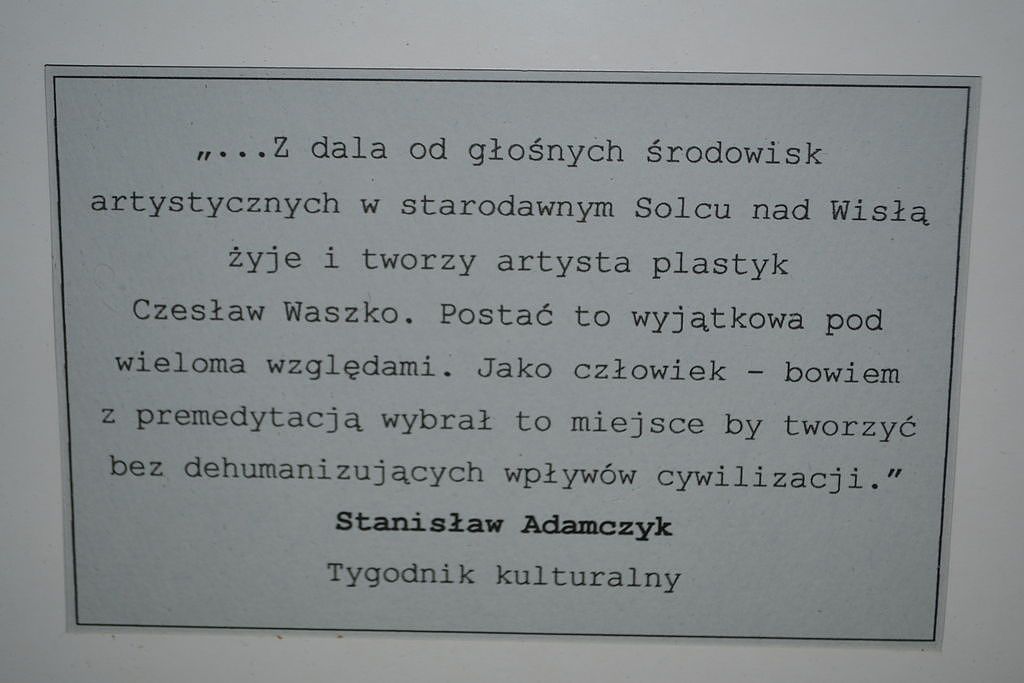 „...Z dala od głośnych środowisk
artystycznych w starodawnym Solcu nad Wisłą
żyje i tworzy artysta plastyk
Czesław Waszko. Postać to wyjątkowa pod
wieloma względami. Jako człowiek - bowiem
z premedytacją wybrał to miejsce by tworzyć
bez dehumanizujących wpływów cywilizacji.”
Stanisław Adamczyk
Tygodnik kulturalny